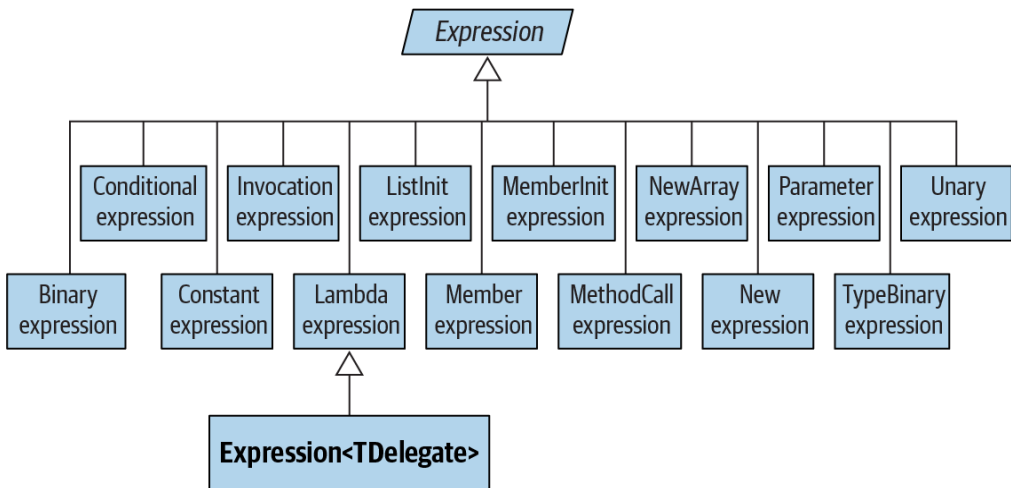 Expression
Conditional
expression
Invocation
expression
ListInit
expression
MemberInit
expression
NewArray
expression
Parameter
expression
Unary
expression
Binary
expression
Constant
expression
Lambda
expression
Member
expression
MethodCall
expression
New
expression
TypeBinary
expression
Expression<TDelegate>